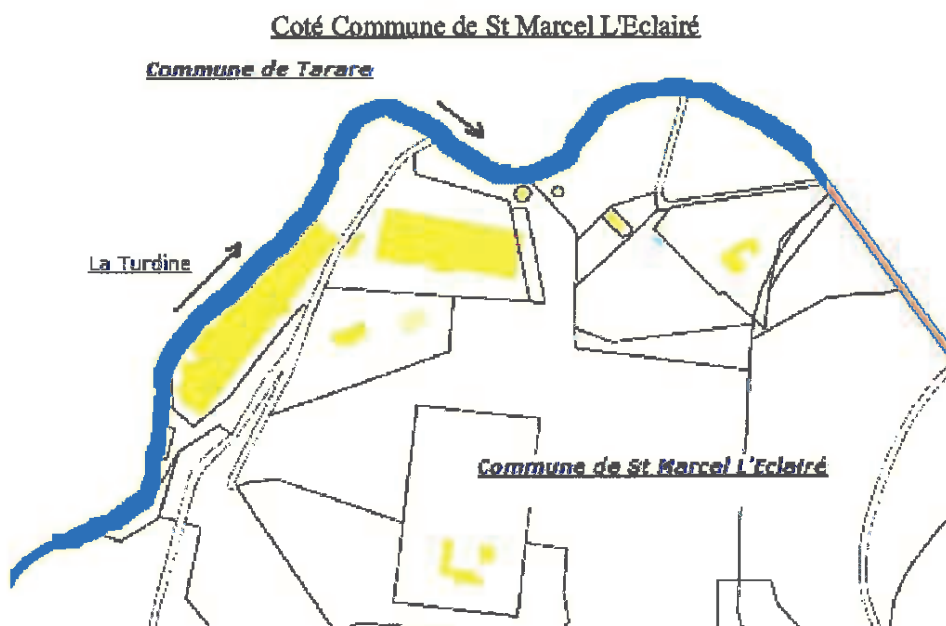 Coté Commune de St Marcel L'Eclairé
Commune de Tarare
La Turdine
Commune de St Marcel L'Eclairé